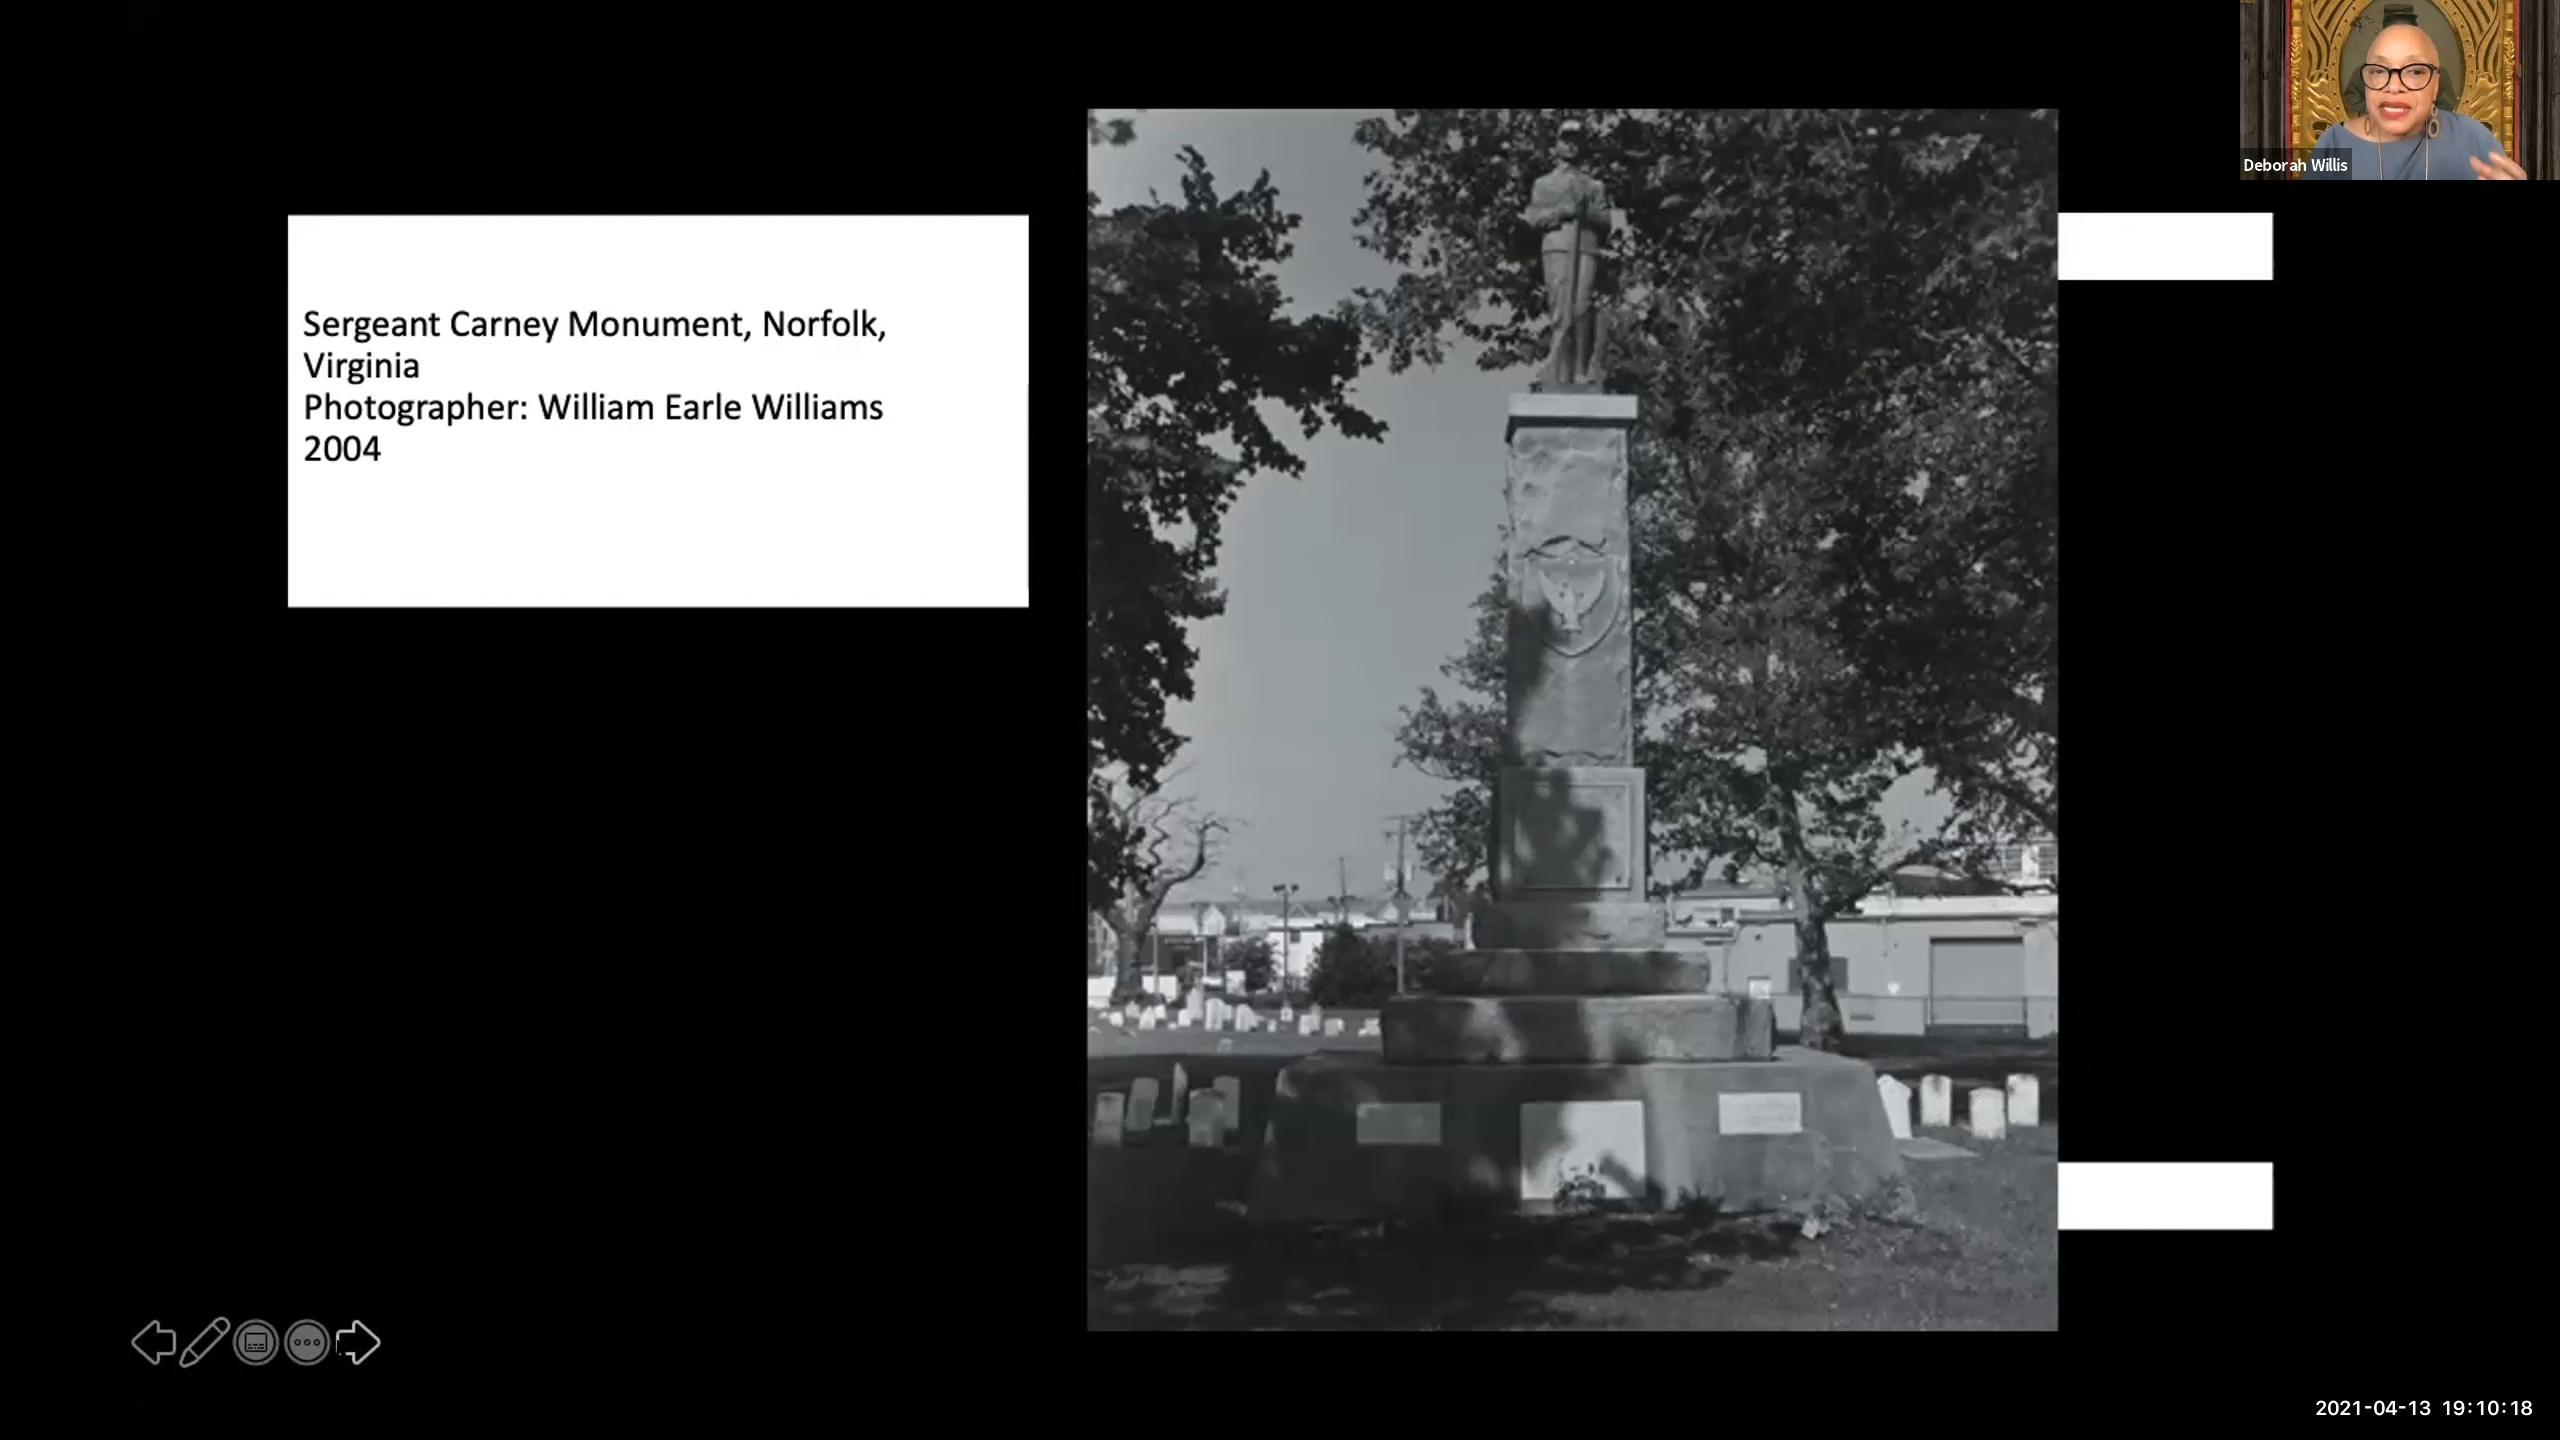 Deborah Willis
Sergeant Carney Monument, Norfolk,
Virginia
Photographer: William Earle Williams
2004
2021-04-13 19:10:18